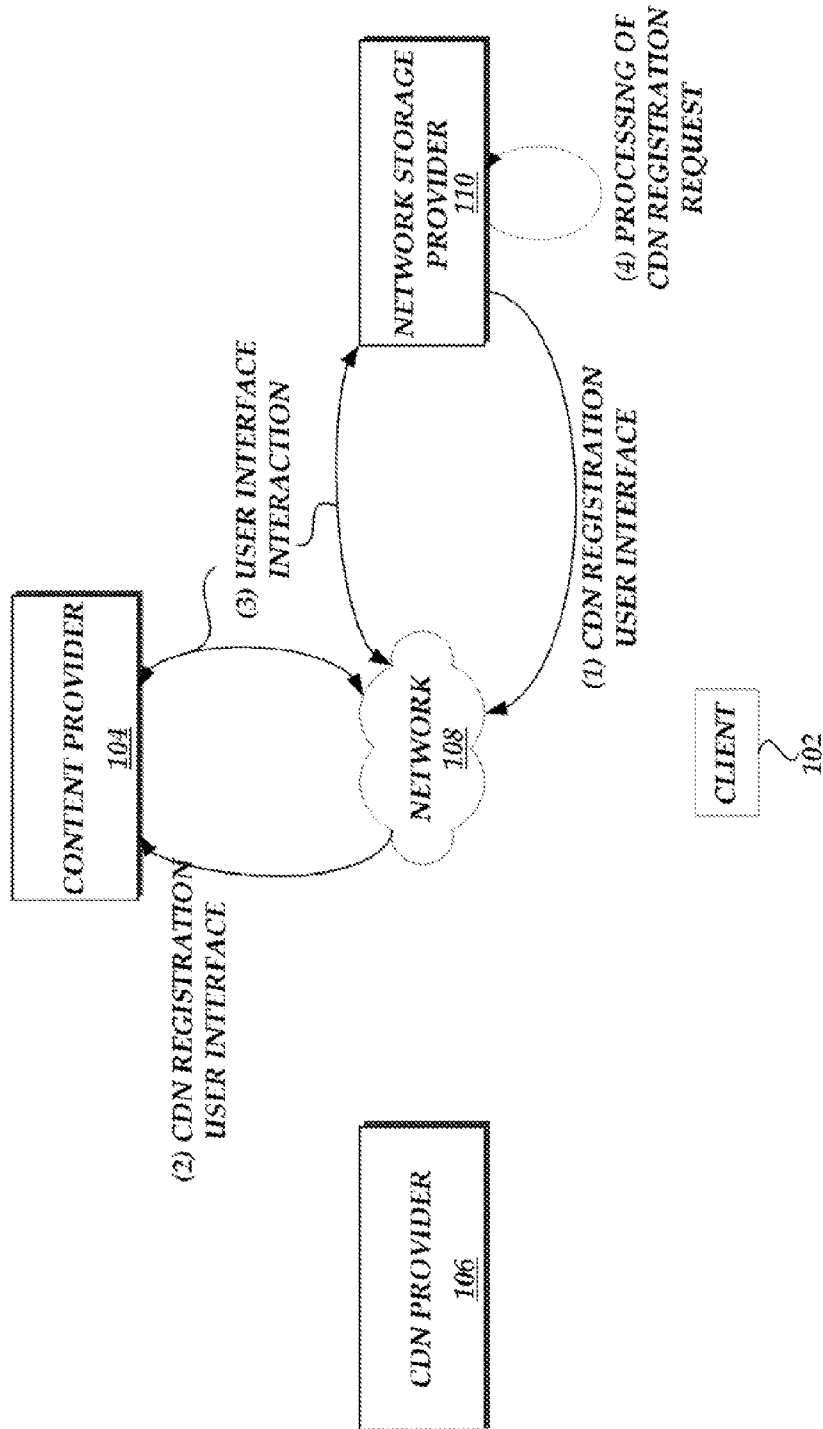 CONTENT PROVIDER
104
(2) CDN REGISTRATION
USER INTERFACE
(3) USER INTERFACE
INTERACTION
CDN PROVIDER
106
NETWORK
108
NETWORK STORAGE
PROVIDER
110
(1) CDN REGISTRATION
USER INTERFACE
(4) PROCESSING OF
CDN REGISTRATION
REQUEST
CLIENT
102